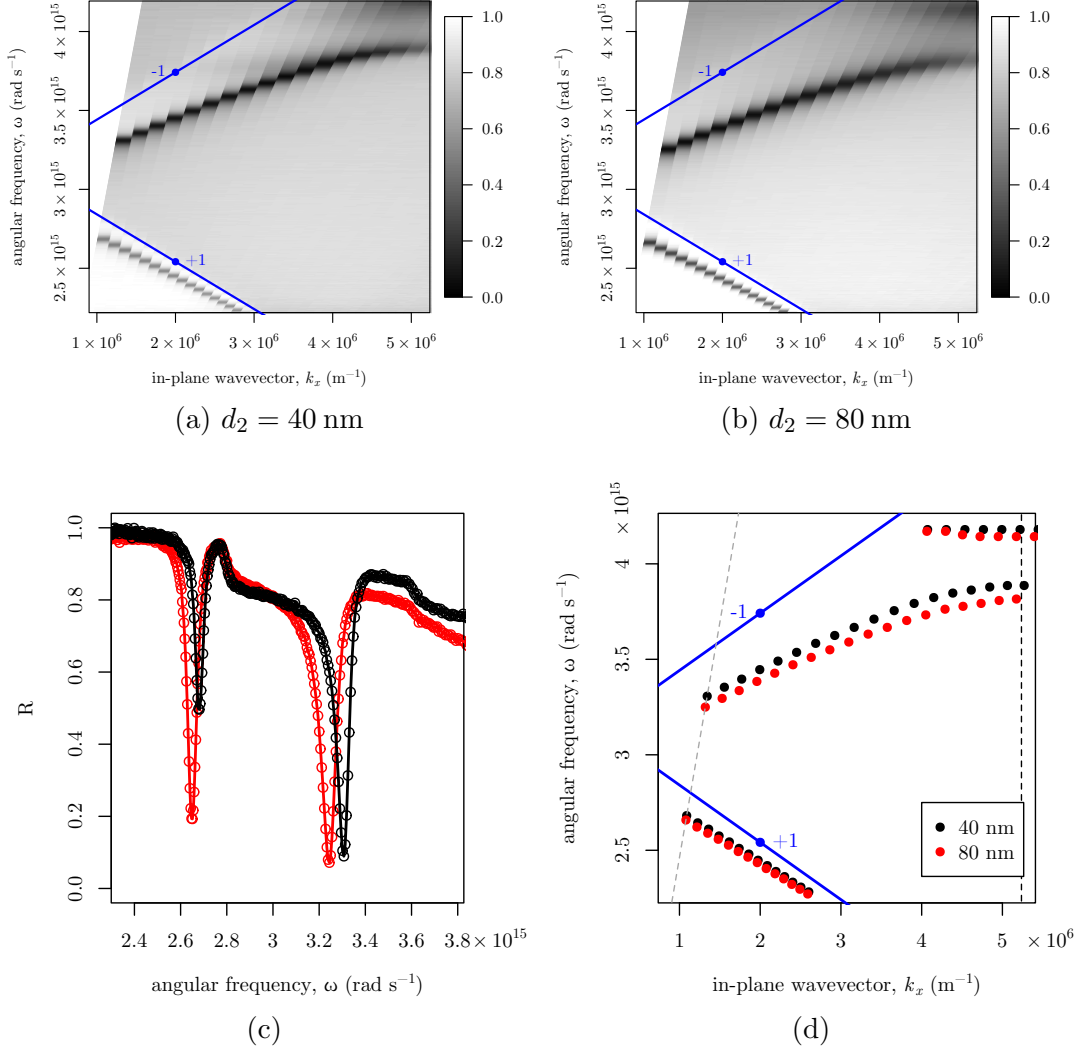 angular frequency, ω (rad s⁻¹)
4 × 10¹⁵
3.5 × 10¹⁵
3 × 10¹⁵
2.5 × 10¹⁵
-1
+1
1.0
0.8
0.6
0.4
0.2
0.0
1 × 10⁶ 2 × 10⁶ 3 × 10⁶ 4 × 10⁶ 5 × 10⁶
in-plane wavevector, kₓ (m⁻¹)
(a) d₂ = 40 nm
angular frequency, ω (rad s⁻¹)
4 × 10¹⁵
3.5 × 10¹⁵
3 × 10¹⁵
2.5 × 10¹⁵
-1
+1
1.0
0.8
0.6
0.4
0.2
0.0
1 × 10⁶ 2 × 10⁶ 3 × 10⁶ 4 × 10⁶ 5 × 10⁶
in-plane wavevector, kₓ (m⁻¹)
(b) d₂ = 80 nm
R
1.0
0.8
0.6
0.4
0.2
0.0
2.4 2.6 2.8 3 3.2 3.4 3.6 3.8 × 10¹⁵
angular frequency, ω (rad s⁻¹)
(c)
angular frequency, ω (rad s⁻¹)
× 10¹⁵
4
3.5
3
2.5
-1
+1
40 nm
80 nm
1 2 3 4 5 × 10⁶
in-plane wavevector, kₓ (m⁻¹)
(d)